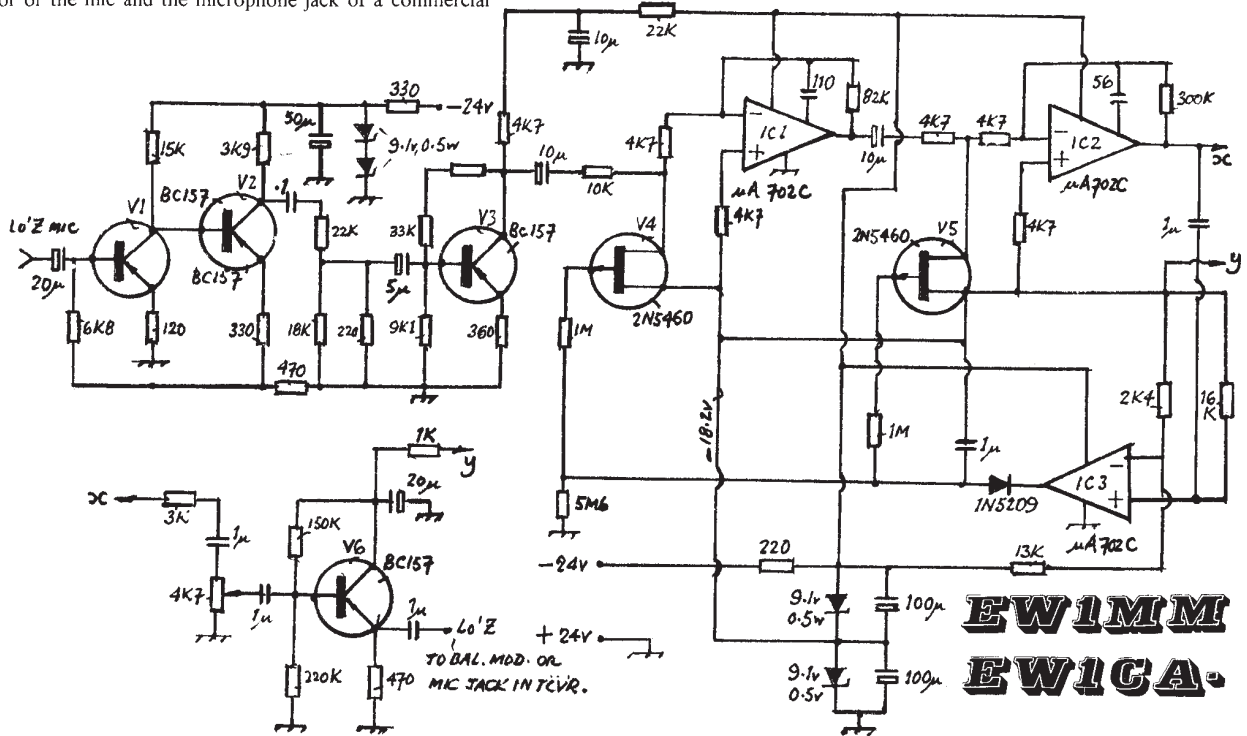 or of the mic and the microphone jack of a commercial
10µ
22K
330
-24v
50µ
9.1v, 0.5w
15K
3K9
BC157
V2
.1
V1
LO'Z MIC
20µ
BC157
6K8
120
330
22K
18K
220
470
5µ
33K
9K1
4K7
10µ
10K
V3
BC157
360
4K7
110
82K
IC1
µA 702C
10µ
4K7
4K7
4K7
V4
2N5460
1M
5M6
-18.2v
56
300K
IC2
µA702C
x
4K7
1µ
y
2N5460
V5
1M
1µ
2K4
16K
1N5209
IC3
µA702C
1K
y
20µ
x
3K
1µ
4K7
1µ
150K
V6
BC157
1µ
LO'Z
TO BAL. MOD. OR
MIC JACK IN TCVR.
220K
470
-24v
220
13K
9.1v
0.5w
100µ
+24v
9.1v
0.5v
100µ
EW1MM
EW1CA.